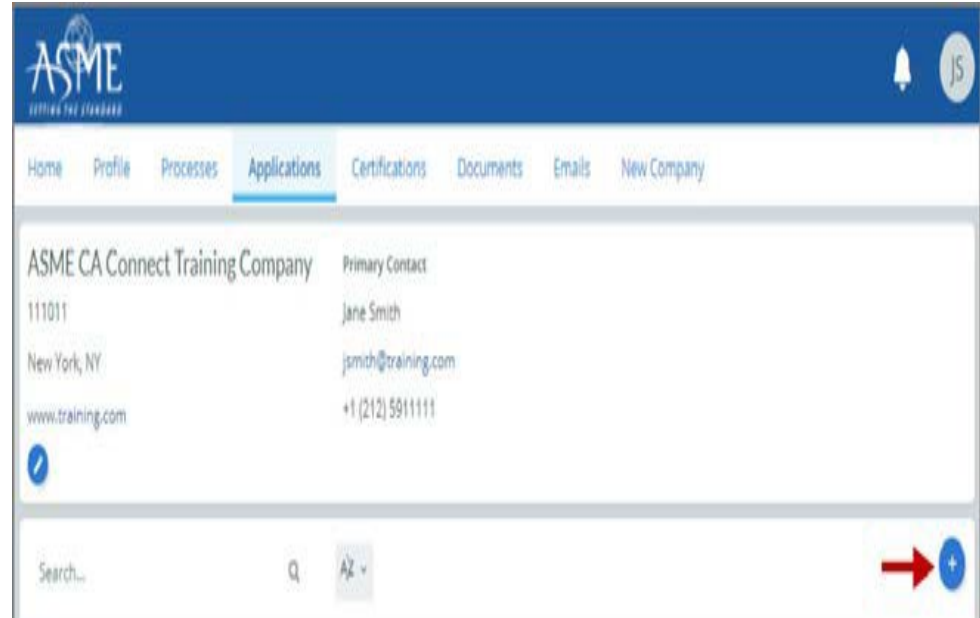 ASME
SETTING THE STANDARD
JS
Home Profile Processes Applications Certifications Documents Emails New Company
ASME CA Connect Training Company
111011
New York, NY
www.training.com
Primary Contact
Jane Smith
jsmith@training.com
+1 (212) 5911111
Search...
AZ